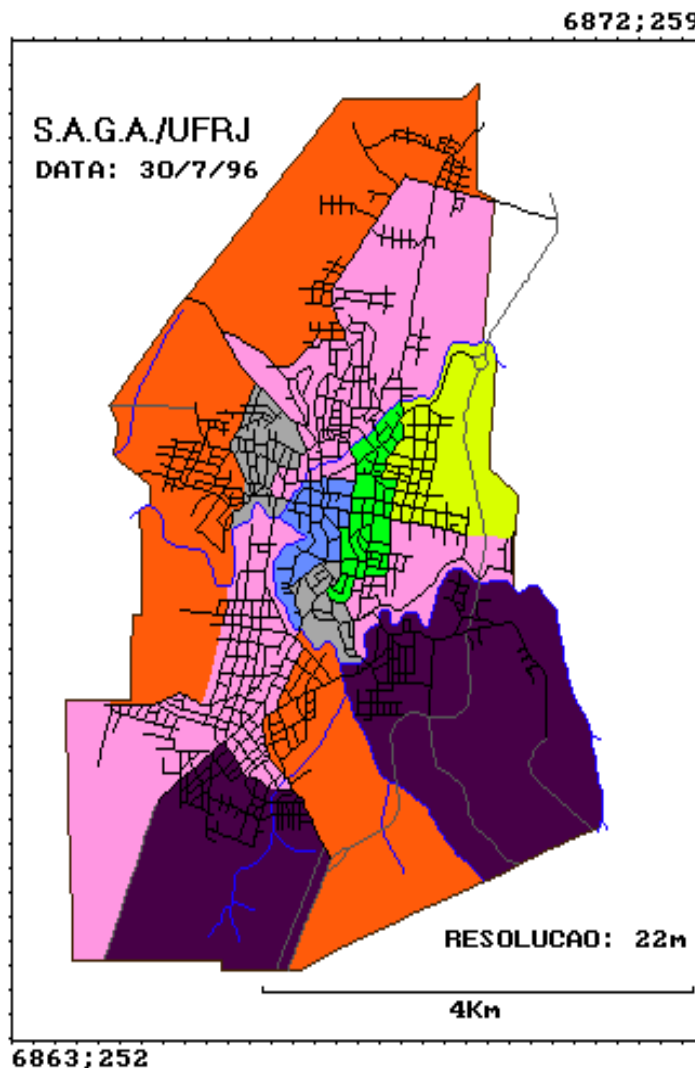 6872;259
S.A.G.A./UFRJ
DATA: 30/7/96
RESOLUCAO: 22m
4Km
6863;252